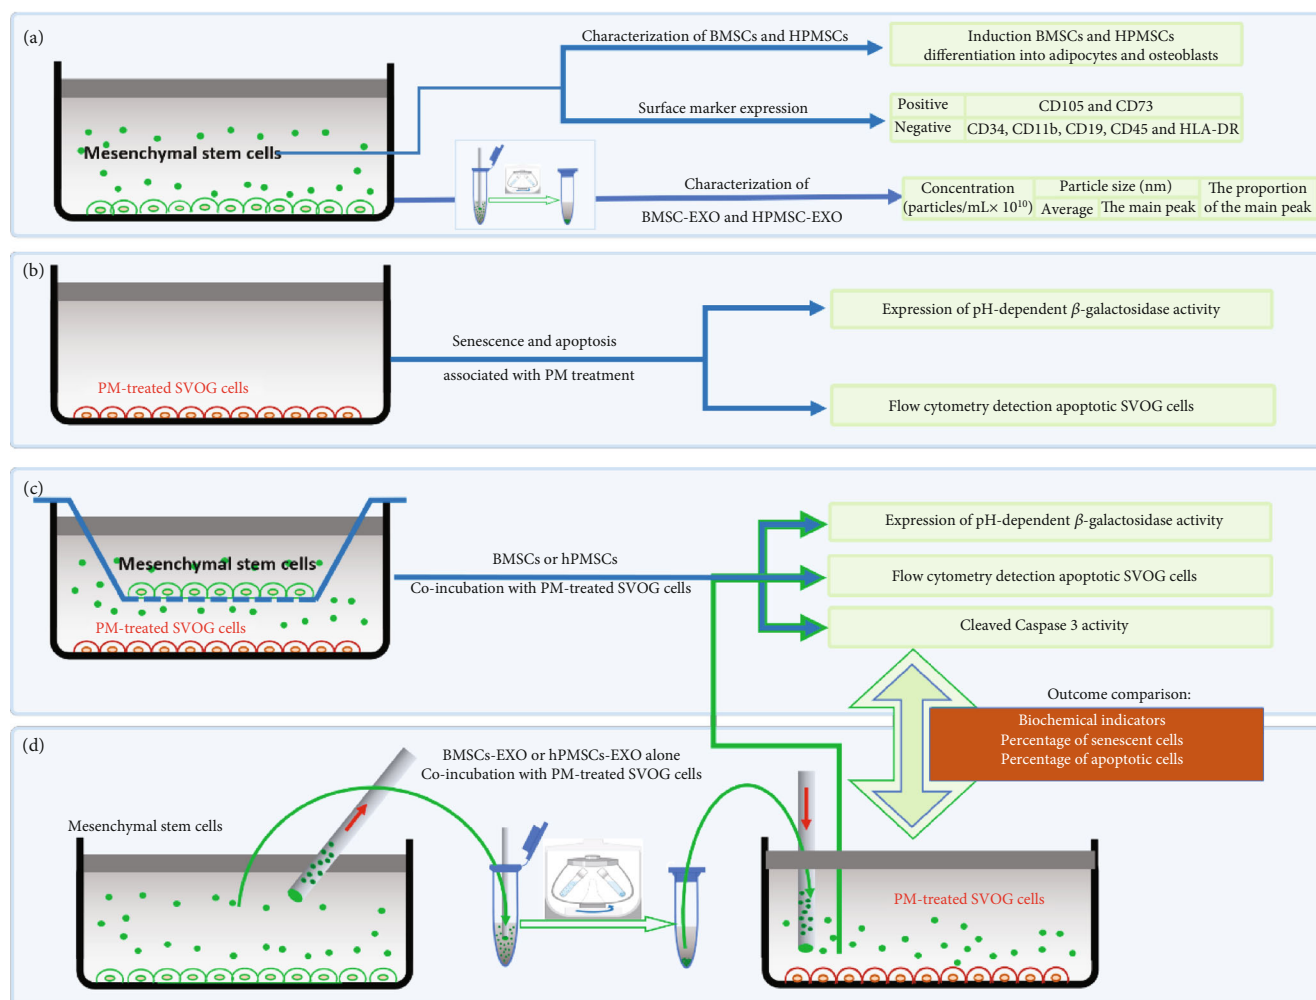 (a)
Characterization of BMSCs and HPMSCs
Induction BMSCs and HPMSCs
differentiation into adipocytes and osteoblasts
Mesenchymal stem cells
Surface marker expression
Positive CD105 and CD73
Negative CD34, CD11b, CD19, CD45 and HLA-DR
Characterization of
BMSC-EXO and HPMSC-EXO
Concentration
(particles/mL× 10¹⁰)
Particle size (nm)
Average The main peak
The proportion
of the main peak
(b)
PM-treated SVOG cells
Senescence and apoptosis
associated with PM treatment
Expression of pH-dependent β-galactosidase activity
Flow cytometry detection apoptotic SVOG cells
(c)
Mesenchymal stem cells
PM-treated SVOG cells
BMSCs or hPMSCs
Co-incubation with PM-treated SVOG cells
Expression of pH-dependent β-galactosidase activity
Flow cytometry detection apoptotic SVOG cells
Cleaved Caspase 3 activity
Outcome comparison:
Biochemical indicators
Percentage of senescent cells
Percentage of apoptotic cells
(d)
BMSCs-EXO or hPMSCs-EXO alone
Co-incubation with PM-treated SVOG cells
Mesenchymal stem cells
PM-treated SVOG cells